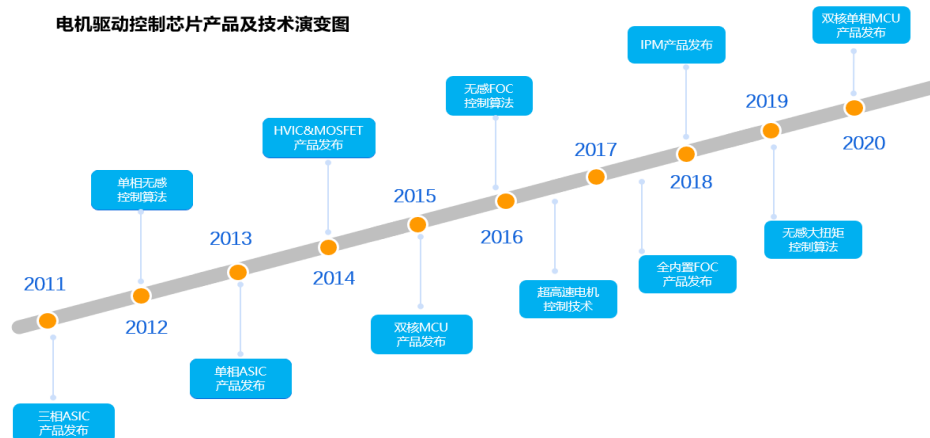 电机驱动控制芯片产品及技术演变图
2011
三相ASIC
产品发布
单相无感
控制算法
2012
2013
单相ASIC
产品发布
HVIC&MOSFET
产品发布
2014
2015
双核MCU
产品发布
无感FOC
控制算法
2016
超高速电机
控制技术
2017
全内置FOC
产品发布
IPM产品发布
2018
2019
无感大扭矩
控制算法
双核单相MCU
产品发布
2020